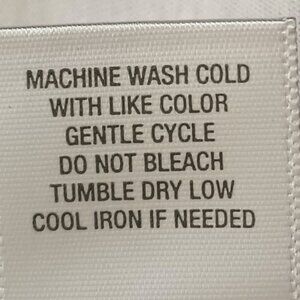 MACHINE WASH COLD
WITH LIKE COLOR
GENTLE CYCLE
DO NOT BLEACH
TUMBLE DRY LOW
COOL IRON IF NEEDED